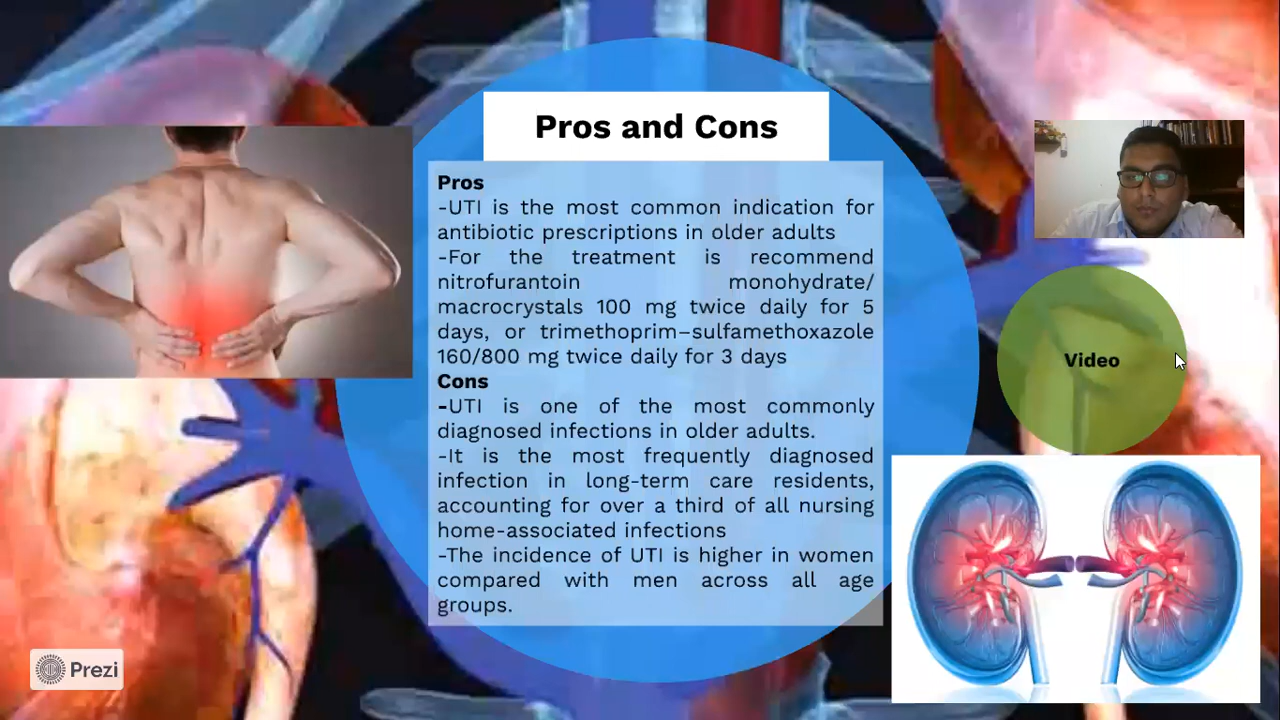 Pros and Cons
Pros
-UTI is the most common indication for
antibiotic prescriptions in older adults
-For the treatment is recommend
nitrofurantoin monohydrate/
macrocrystals 100 mg twice daily for 5
days, or trimethoprim–sulfamethoxazole
160/800 mg twice daily for 3 days
Cons
-UTI is one of the most commonly
diagnosed infections in older adults.
-It is the most frequently diagnosed
infection in long-term care residents,
accounting for over a third of all nursing
home-associated infections
-The incidence of UTI is higher in women
compared with men across all age
groups.
Video
Prezi